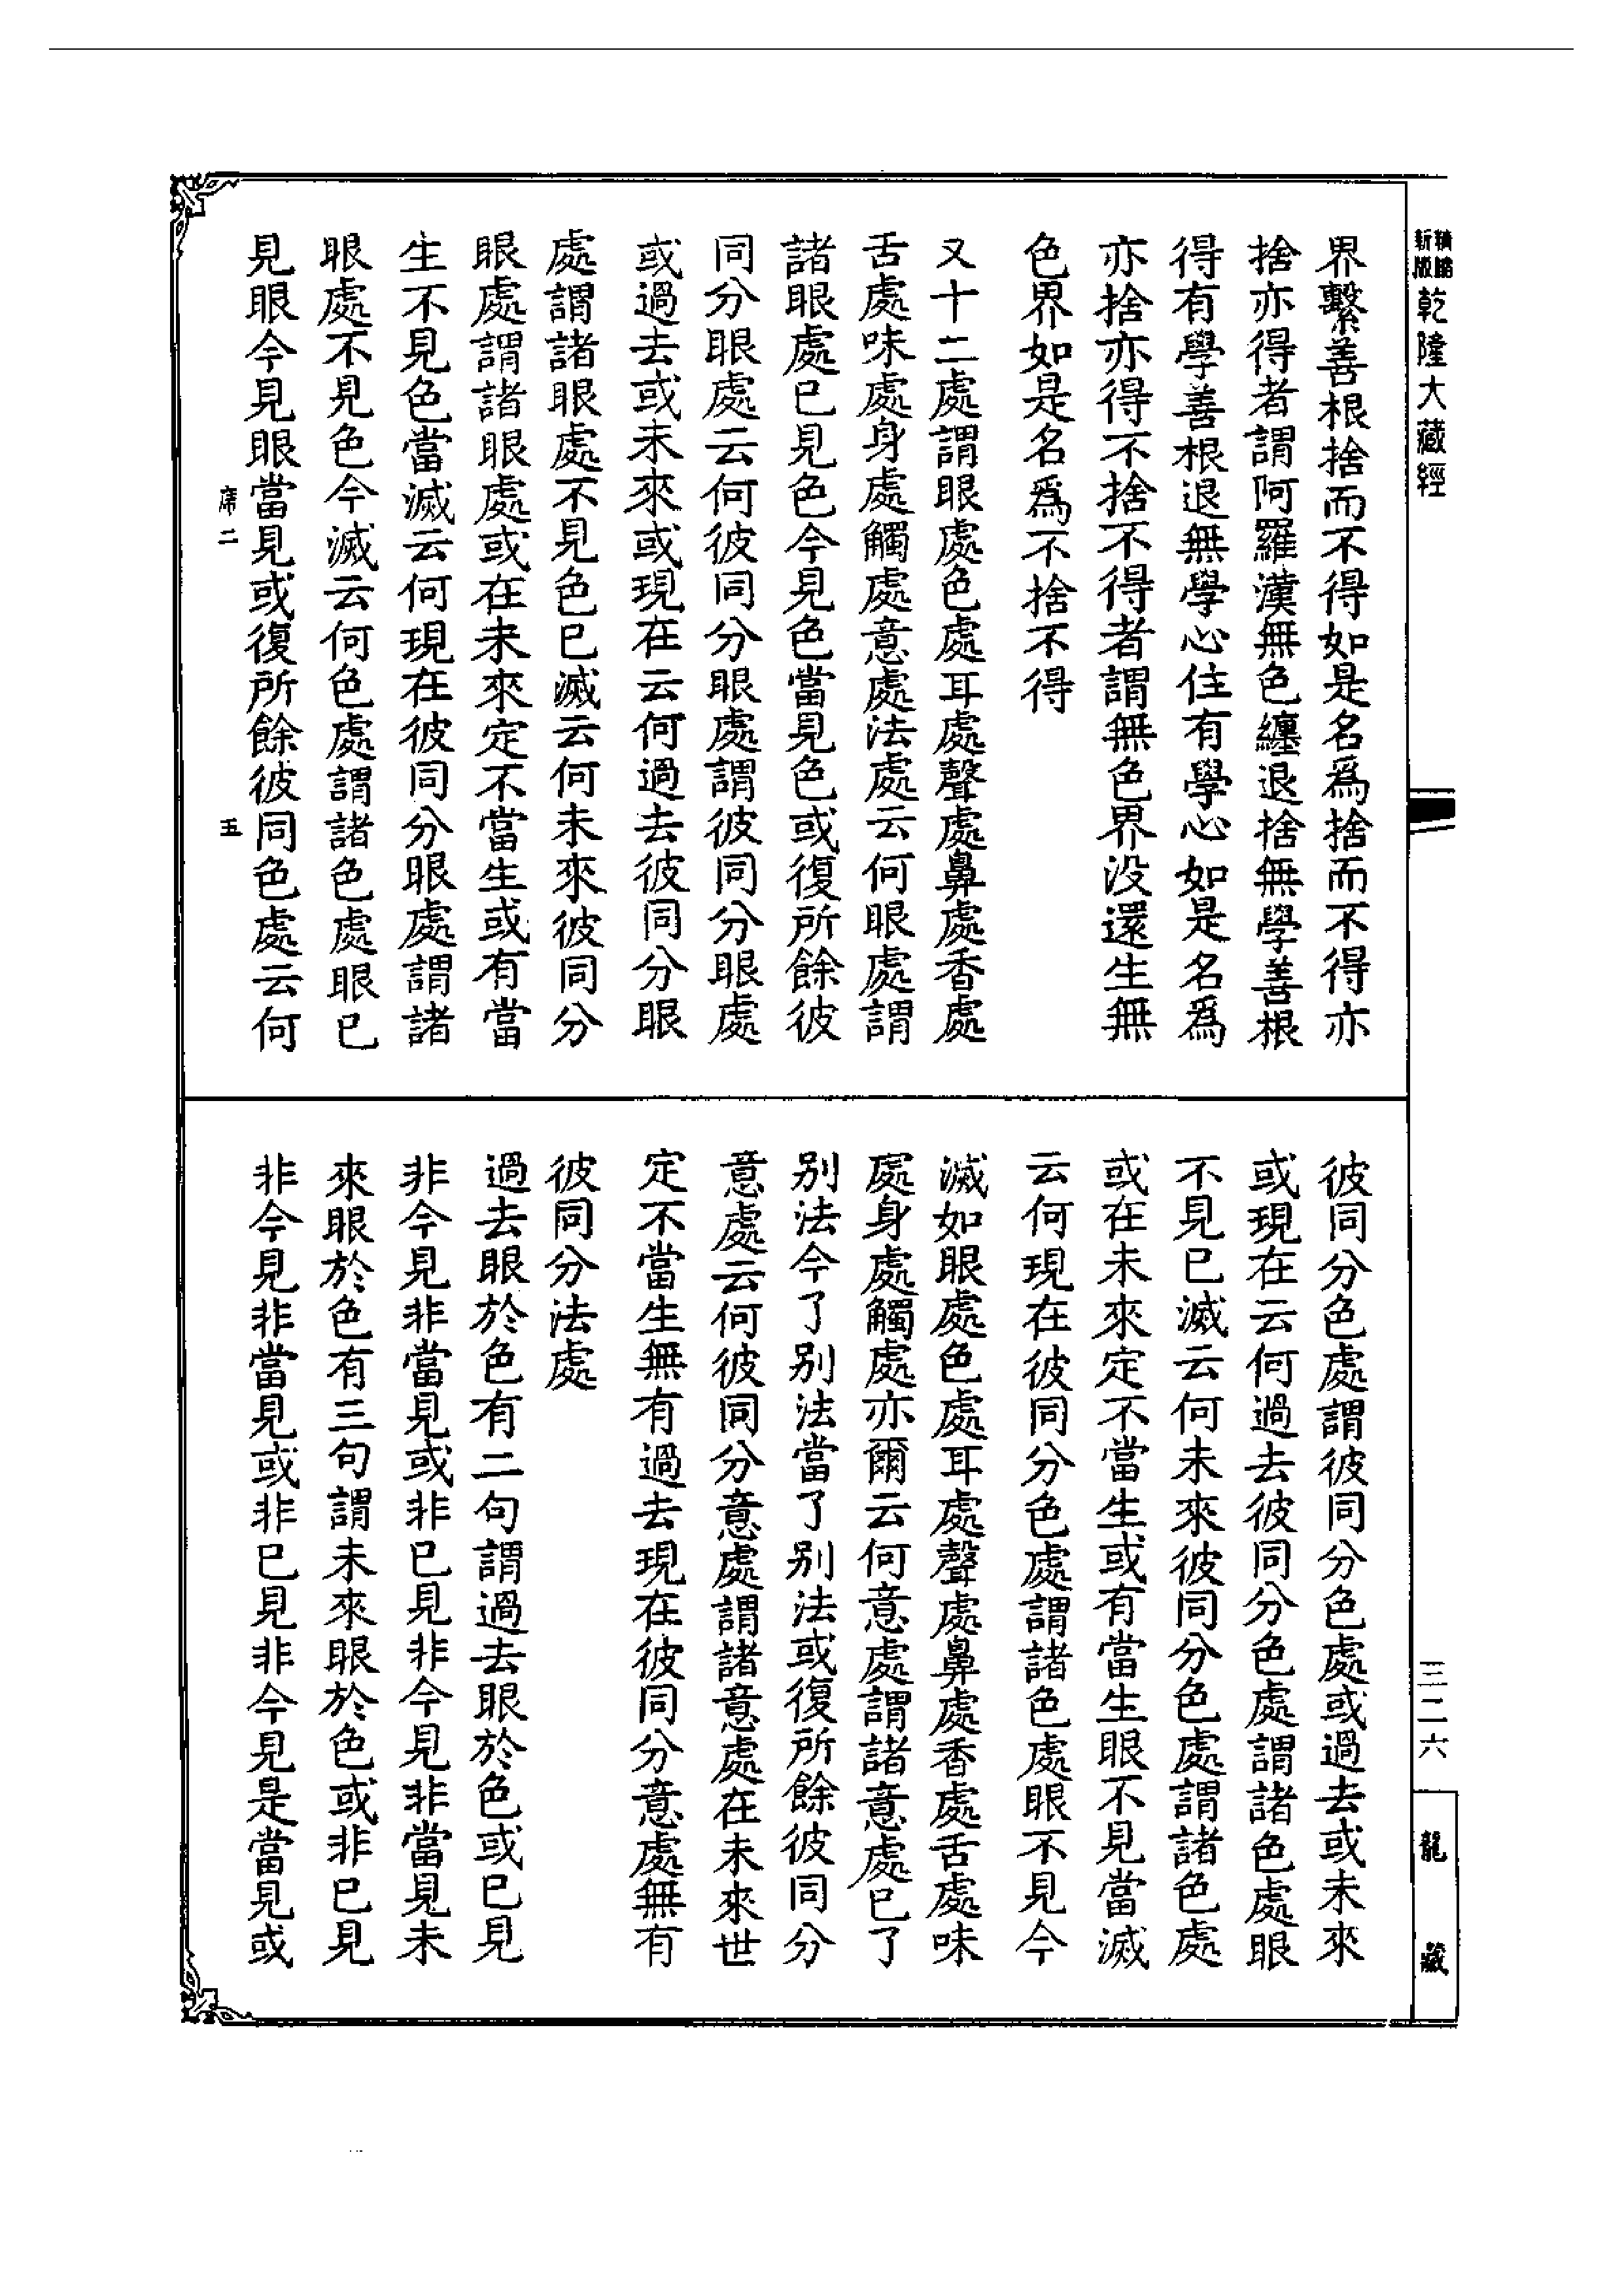 新版
精縮
乾隆大藏經
三二六
龍藏
界繫善根捨而不得如是名爲捨而不得亦
捨亦得者謂阿羅漢無色纏退捨無學善根
得有學善根退無學心住有學心如是名爲
亦捨亦得不捨不得者謂無色界没還生無
色界如是名爲不捨不得
又十二處謂眼處色處耳處聲處鼻處香處
舌處味處身處觸處意處法處云何眼處謂
諸眼處已見色今見色當見色或復所餘彼
同分眼處云何彼同分眼處謂彼同分眼處
或過去或未來或現在云何過去彼同分眼
處謂諸眼處不見色已滅云何未來彼同分
眼處謂諸眼處或在未來定不當生或有當
生不見色當滅云何現在彼同分眼處謂諸
眼處不見色今滅云何色處謂諸色處眼已
見眼今見眼當見或復所餘彼同色處云何
席二
五
彼同分色處謂彼同分色處或過去或未來
或現在云何過去彼同分色處謂諸色處眼
不見已滅云何未來彼同分色處謂諸色處
或在未來定不當生或有當生眼不見當滅
云何現在彼同分色處謂諸色處眼不見今
滅如眼處色處耳處聲處鼻處香處舌處味
處身處觸處亦爾云何意處謂諸意處已了
别法今了别法當了别法或復所餘彼同分
意處云何彼同分意處謂諸意處在未來世
定不當生無有過去現在彼同分意處無有
彼同分法處
過去眼於色有二句謂過去眼於色或已見
非今見非當見或非已見非今見非當見未
來眼於色有三句謂未來眼於色或非已見
非今見非當見或非已見非今見是當見或